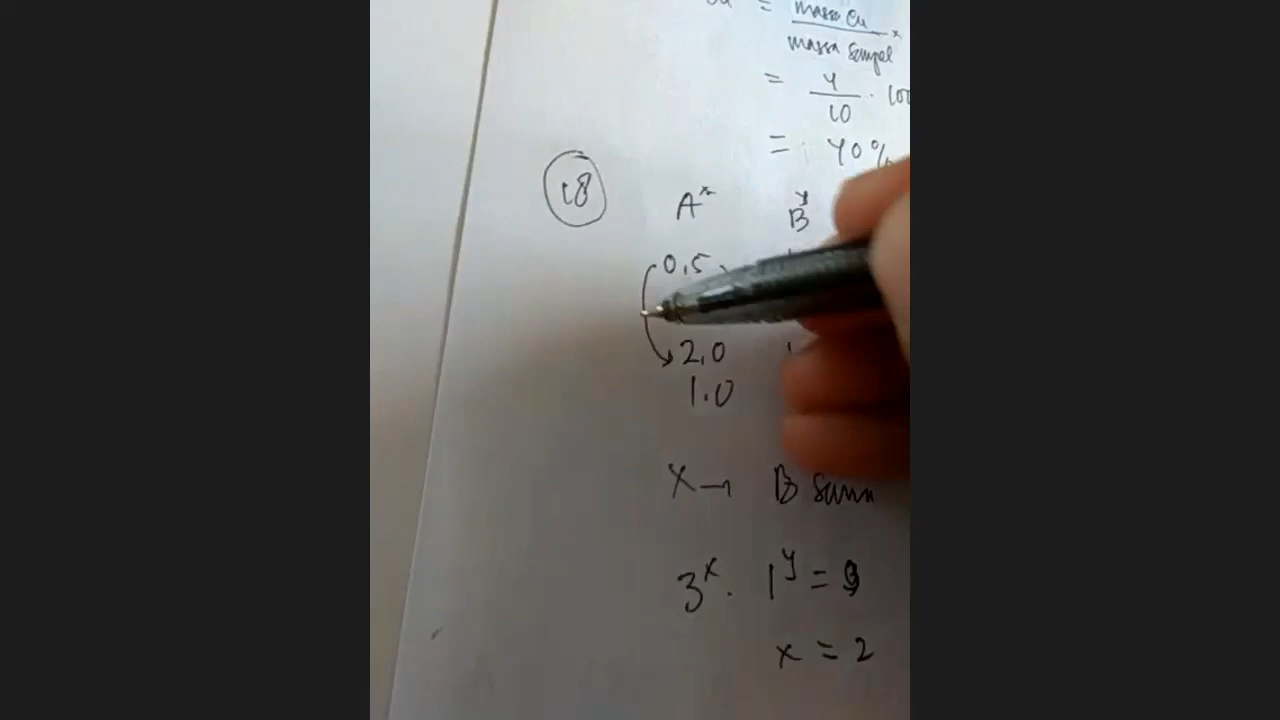 = massa Cu ×
massa sampel
= 4 / 10 . 100
= 40%
18
A^x B^y
0,5
2,0
1.0
x → B sama
3^x . 1^y = 9
x = 2